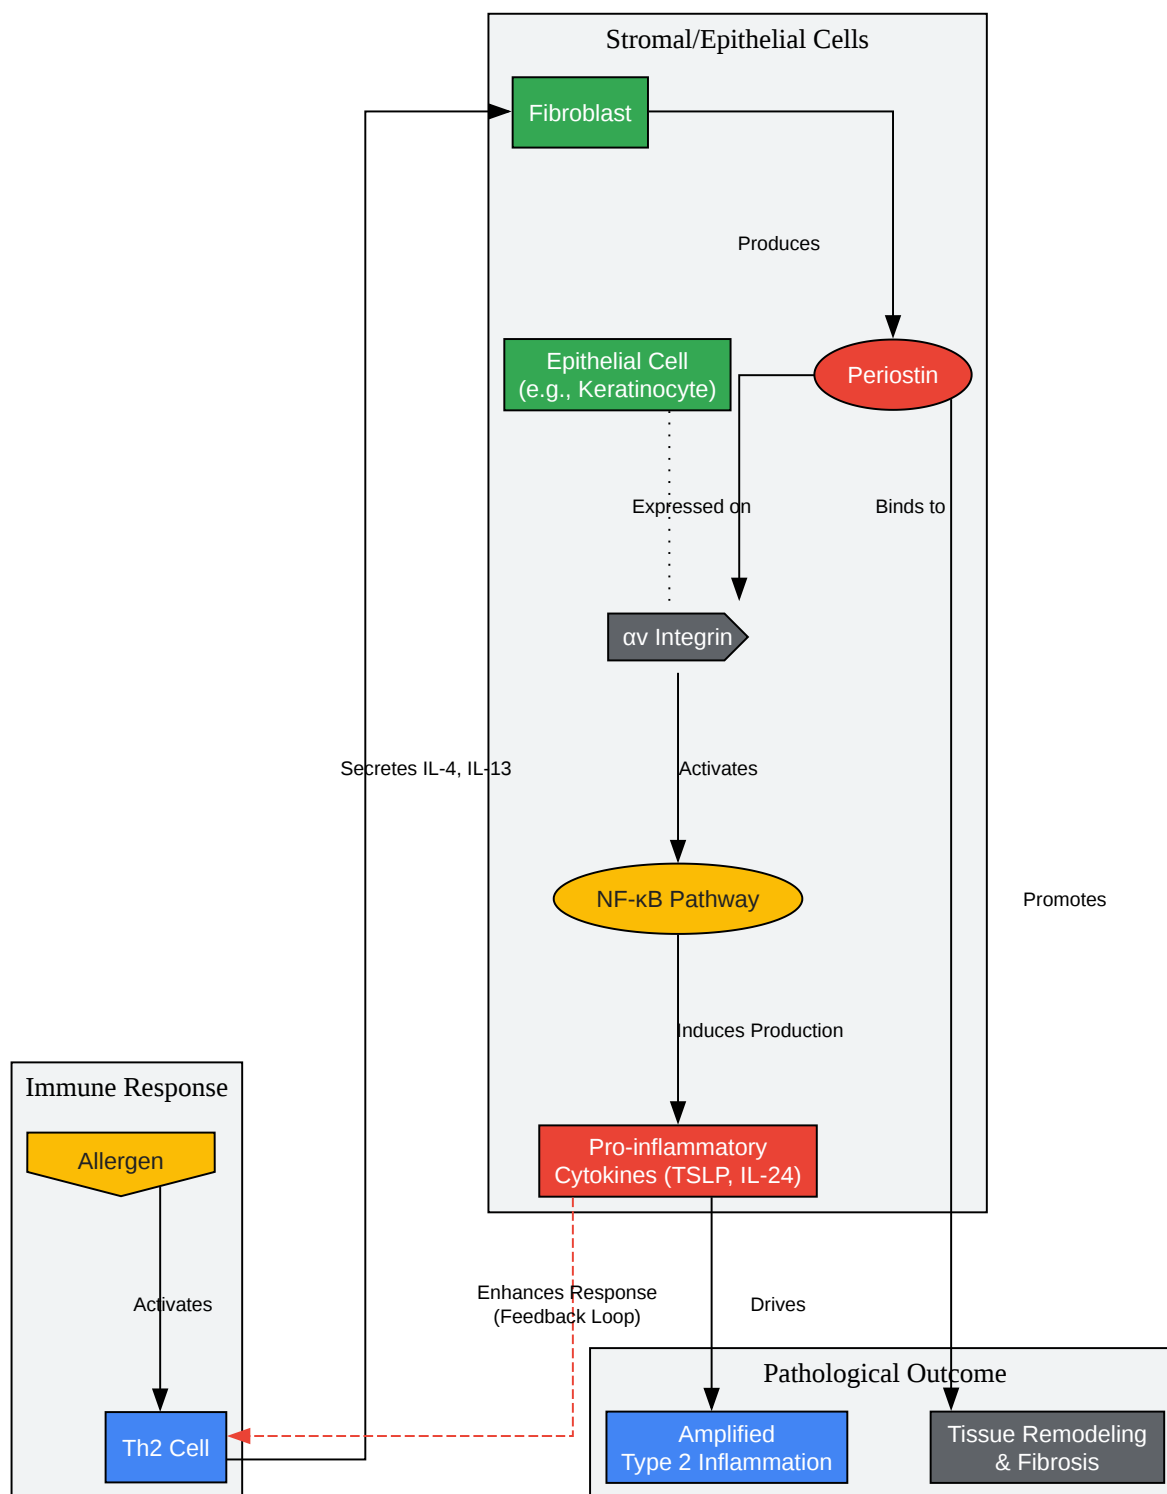 Stromal/Epithelial Cells
Fibroblast
Produces
Epithelial Cell
(e.g., Keratinocyte)
Periostin
Expressed on
Binds to
αv Integrin
Secretes IL-4, IL-13
Activates
NF-κB Pathway
Promotes
Induces Production
Immune Response
Allergen
Pro-inflammatory
Cytokines (TSLP, IL-24)
Activates
Enhances Response
(Feedback Loop)
Drives
Pathological Outcome
Th2 Cell
Amplified
Type 2 Inflammation
Tissue Remodeling
& Fibrosis